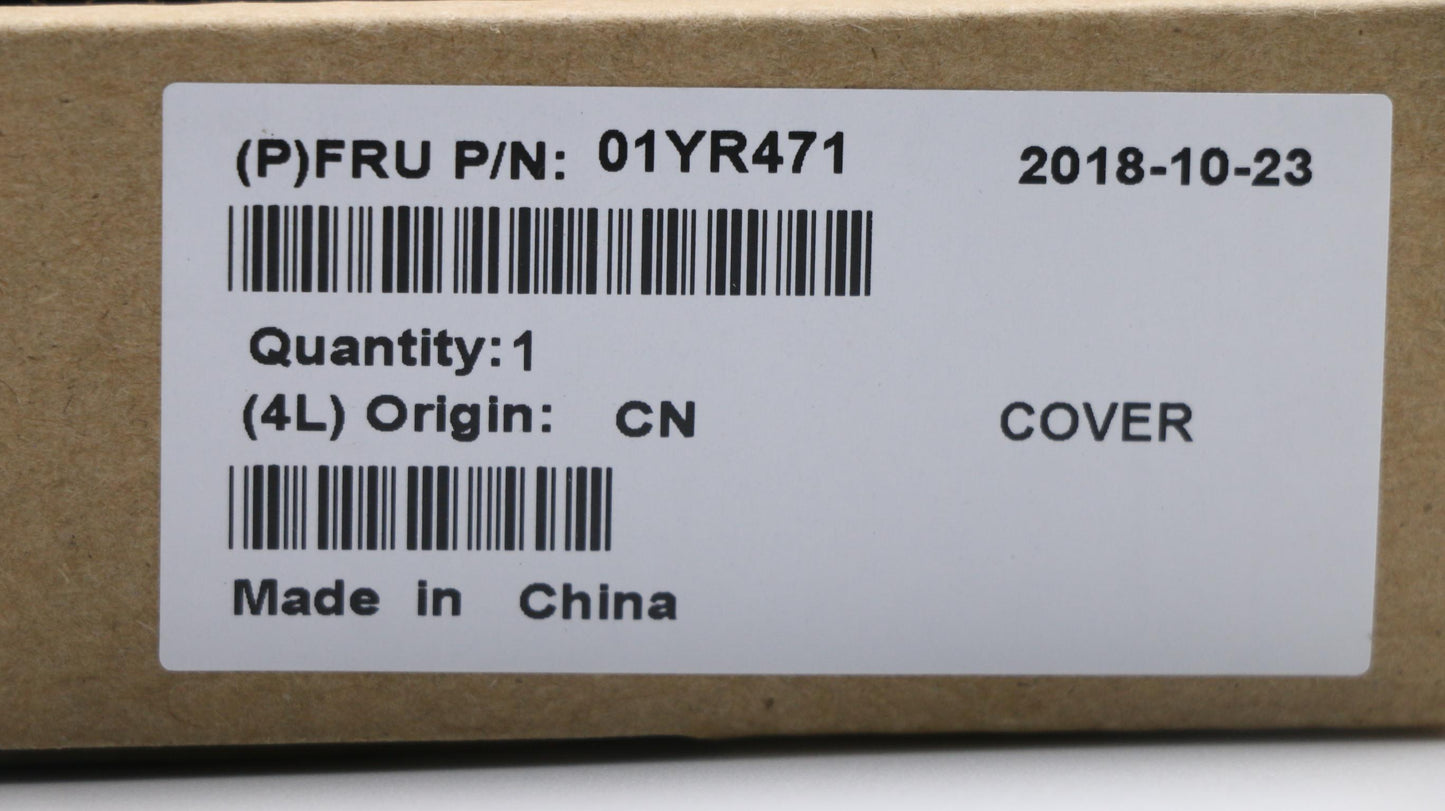 (P)FRU P/N: 01YR471 2018-10-23
Quantity:1
(4L) Origin: CN COVER
Made in China